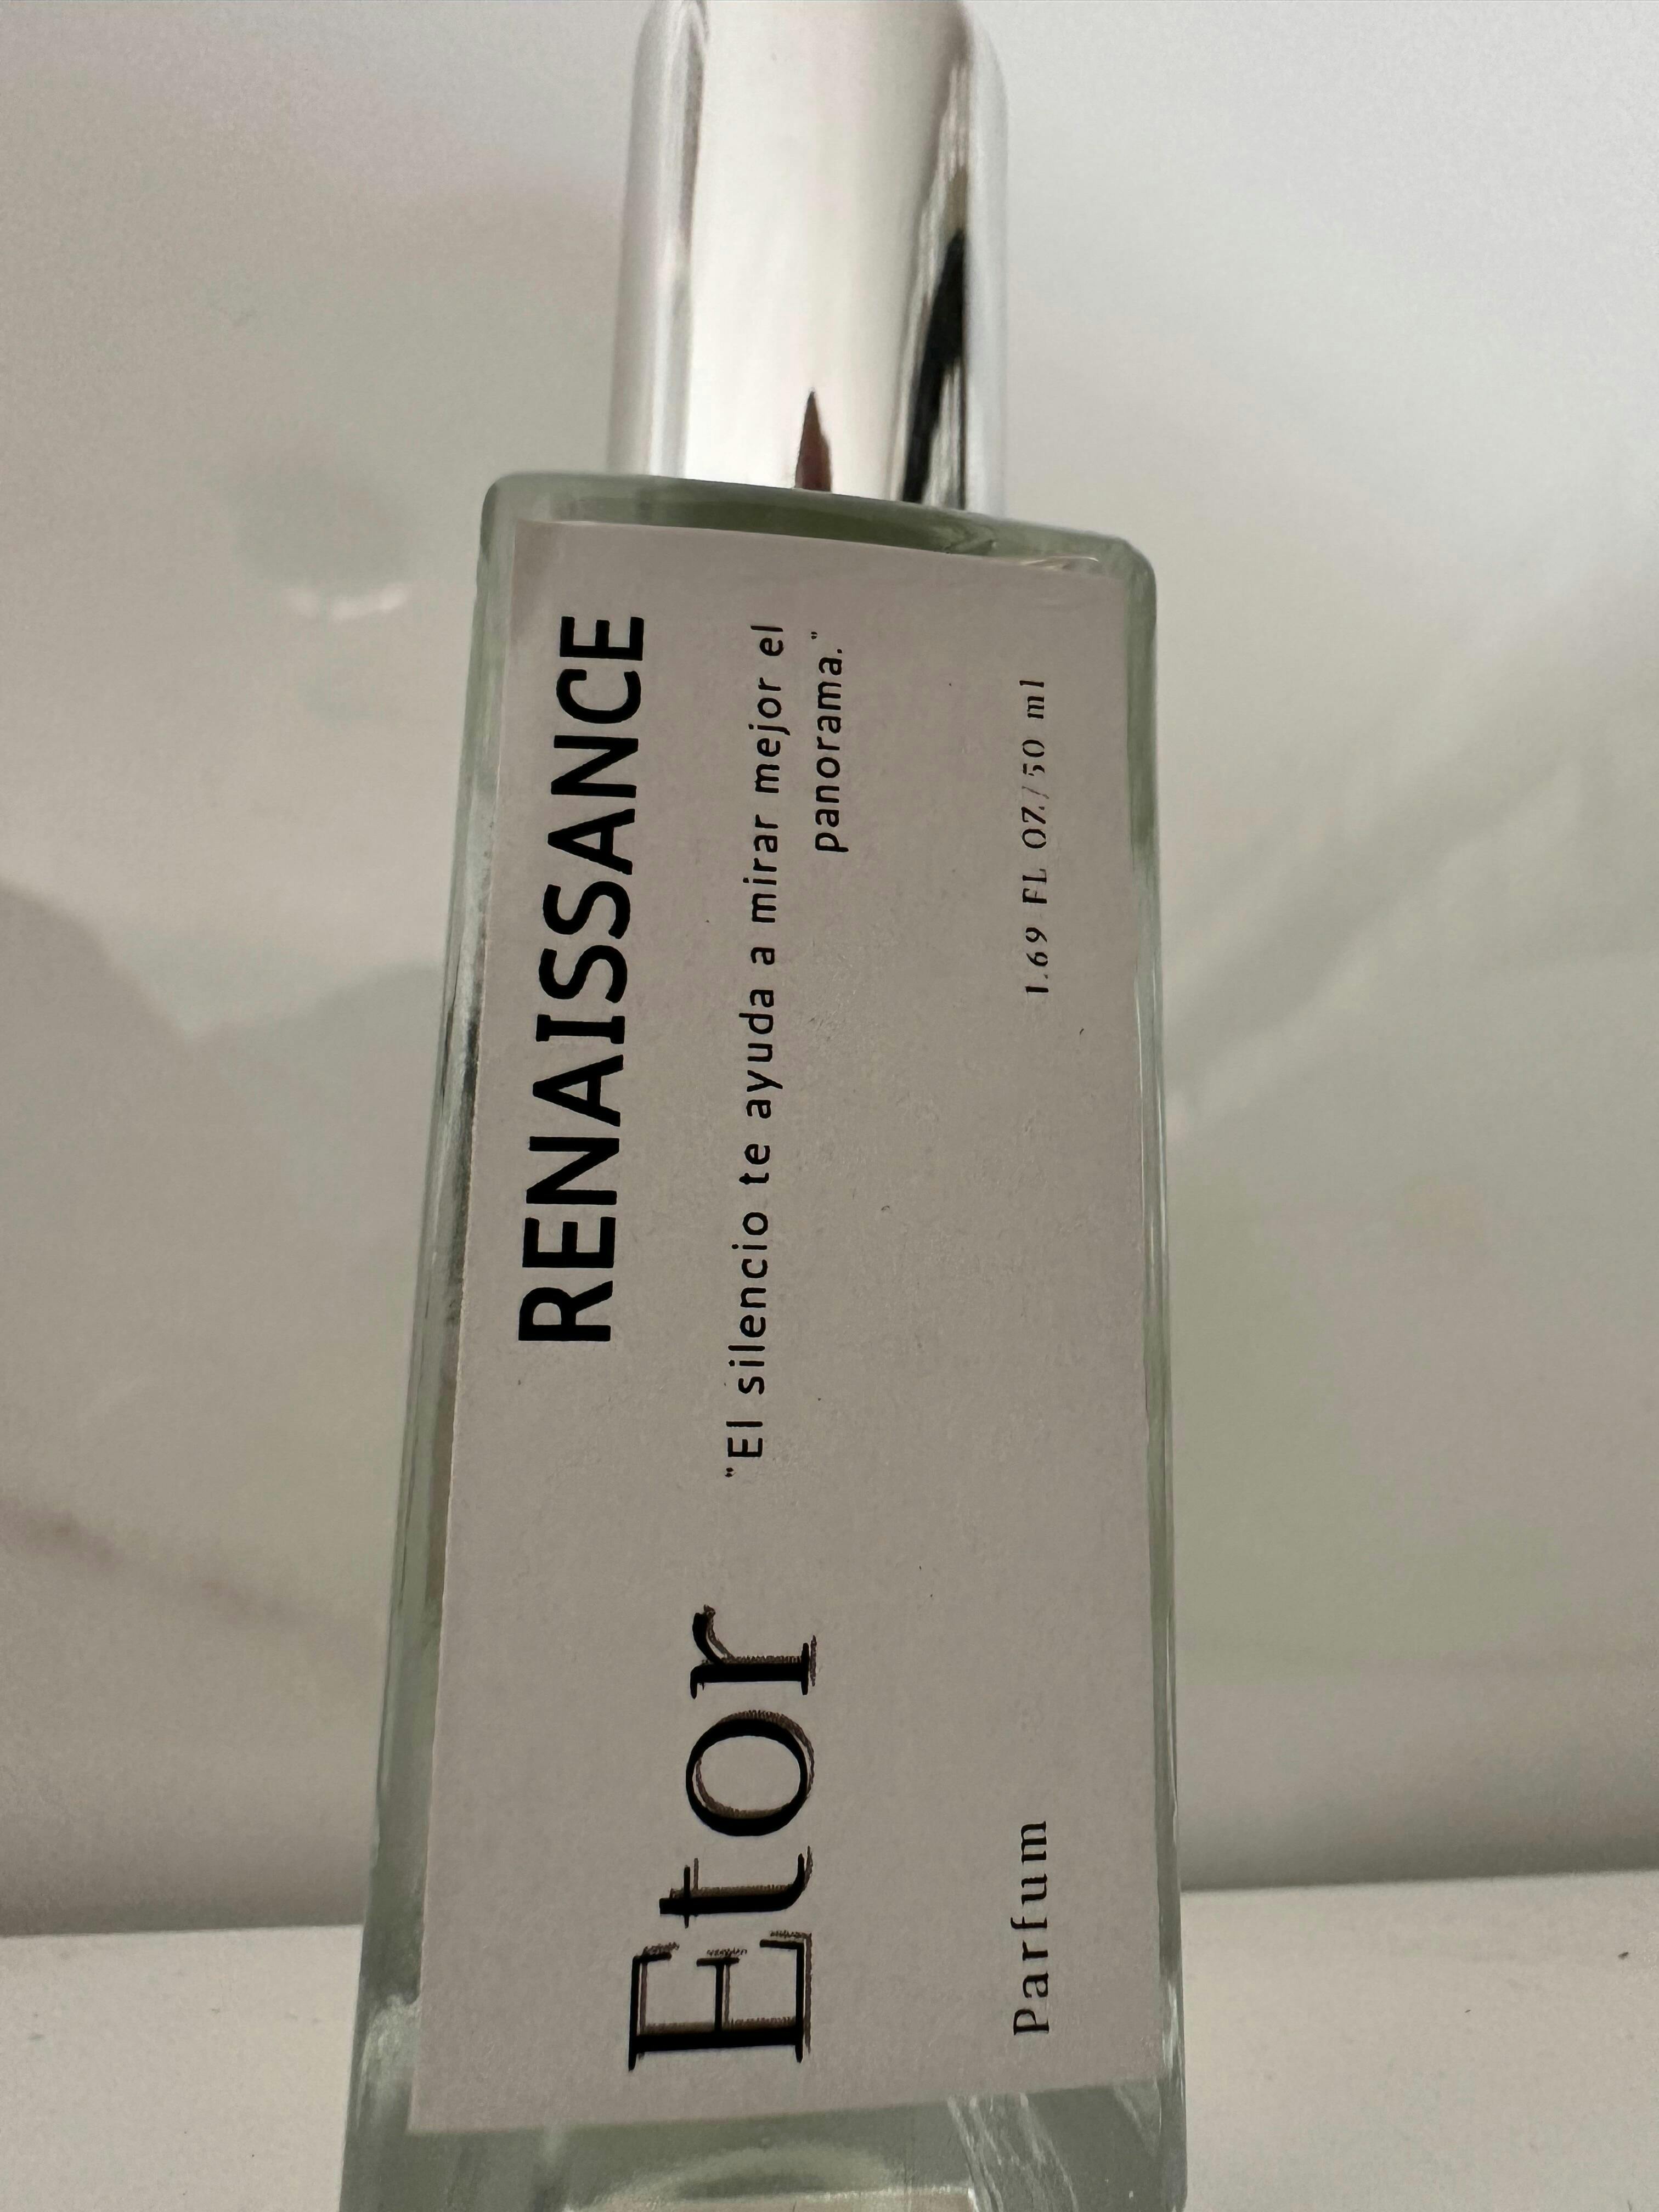 RENAISSANCE
"El silencio te ayuda a mirar mejor el
panorama."
Etor
Parfum
1.69 FL OZ./50 ml